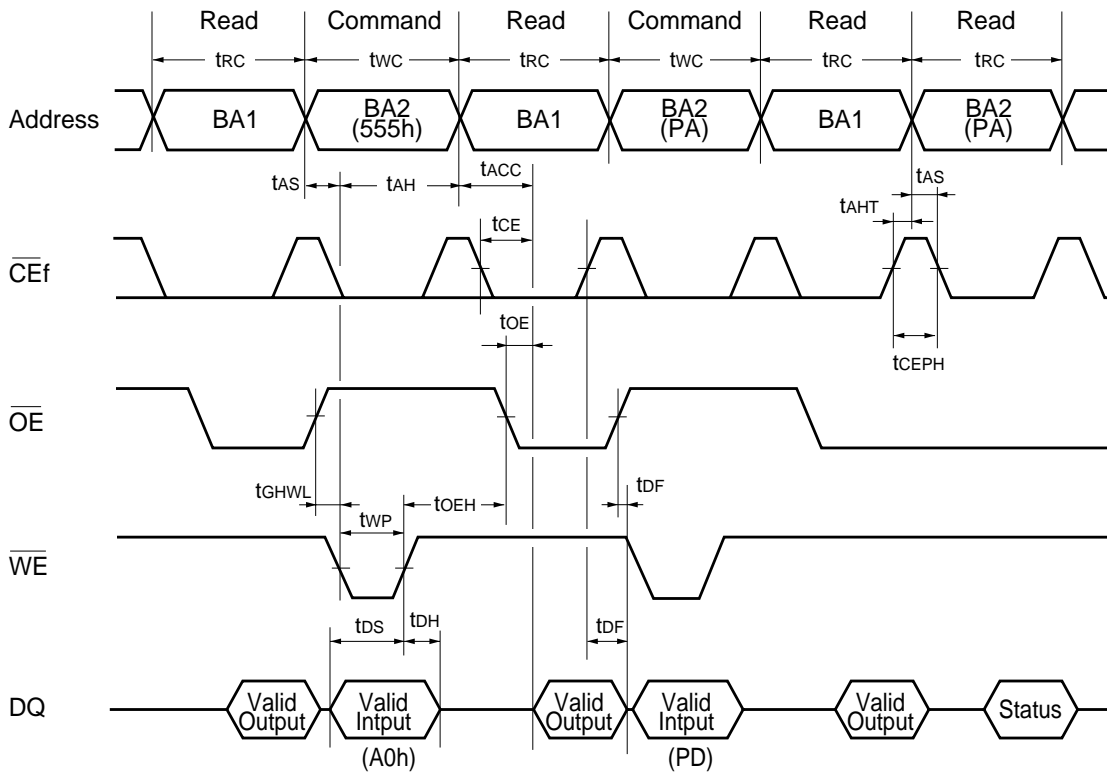 Read Command Read Command Read Read
tRC tWC tRC tWC tRC tRC
Address BA1 BA2 (555h) BA1 BA2 (PA) BA1 BA2 (PA)
tAS tAH tACC tAHT tAS
CEf tCE
tOE tCEPH
OE
tGHWL tWP tOEH tDF
WE
tDS tDH tDF
DQ Valid Output Valid Intput Valid Output Valid Intput Valid Output Status
(A0h) (PD)